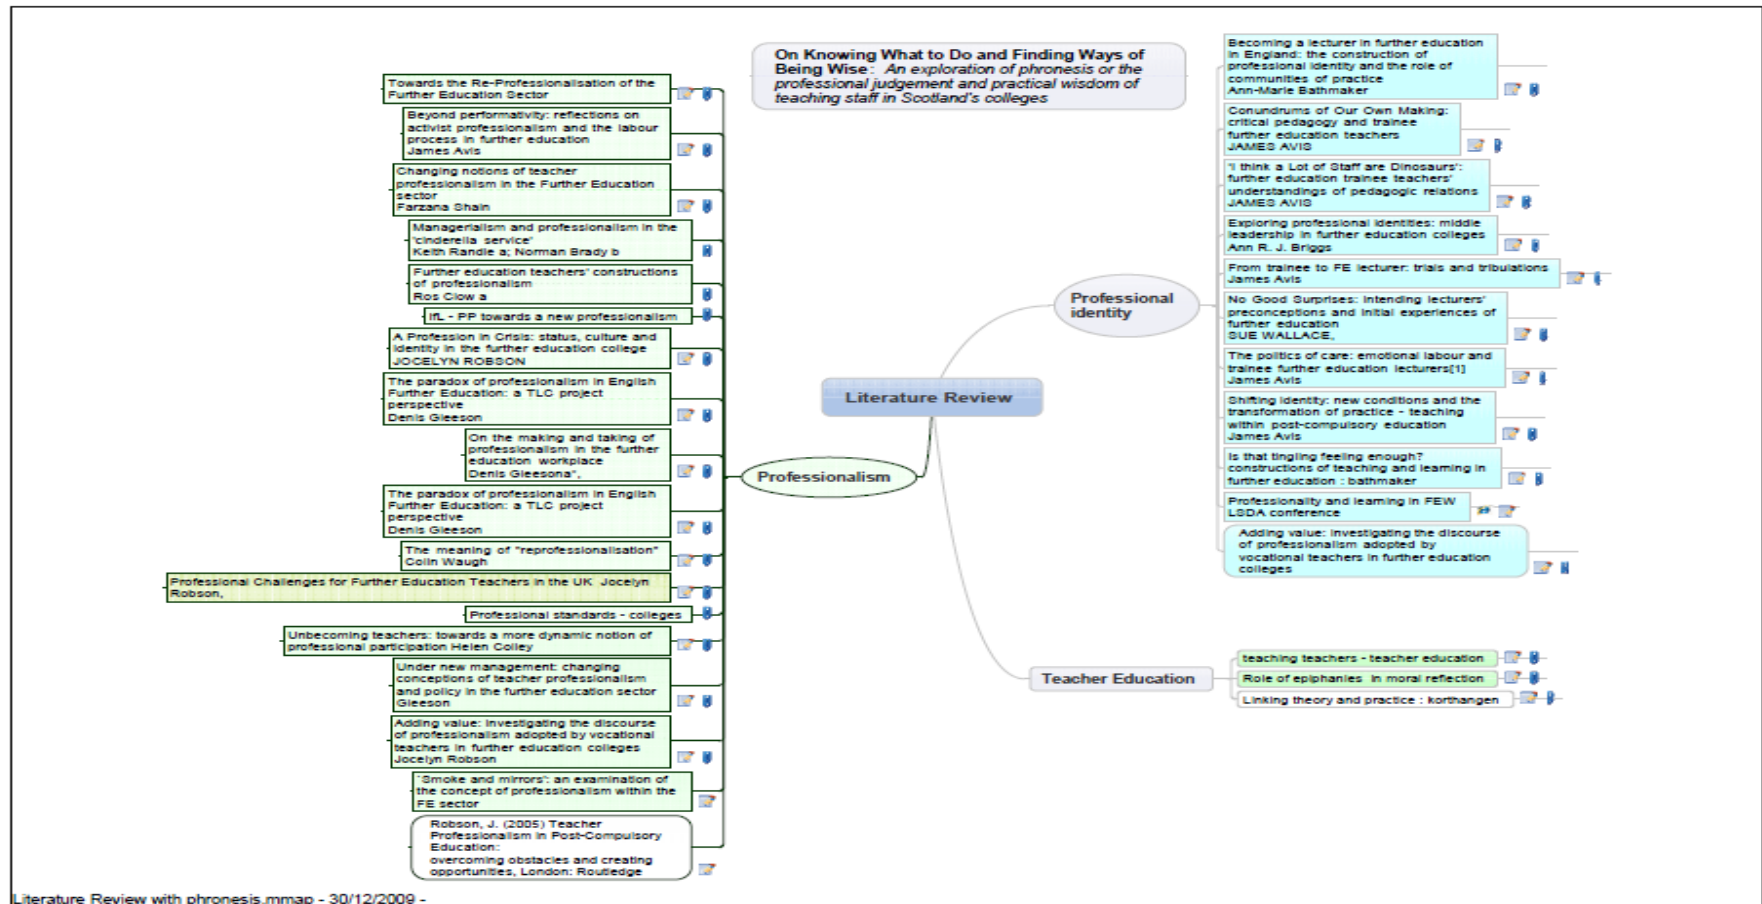 On Knowing What to Do and Finding Ways of
Being Wise: An exploration of phronesis or the
professional judgement and practical wisdom of
teaching staff in Scotland's colleges
Literature Review
Professionalism
Towards the Re-Professionalisation of the
Further Education Sector
Beyond performativity: reflections on
activist professionalism and the labour
process in further education
James Avis
Changing notions of teacher
professionalism in the Further Education
sector
Farzana Shain
Managerialism and professionalism in the
'cinderella service'
Keith Randle a; Norman Brady b
Further education teachers' constructions
of professionalism
Ros Clow a
IfL - PP towards a new professionalism
A Profession in Crisis: status, culture and
identity in the further education college
JOCELYN ROBSON
The paradox of professionalism in English
Further Education: a TLC project
perspective
Denis Gleeson
On the making and taking of
professionalism in the further
education workplace
Denis Gleesona*,
The paradox of professionalism in English
Further Education: a TLC project
perspective
Denis Gleeson
The meaning of "reprofessionalisation"
Colin Waugh
Professional Challenges for Further Education Teachers in the UK Jocelyn
Robson,
Professional standards - colleges
Unbecoming teachers: towards a more dynamic notion of
professional participation Helen Colley
Under new management: changing
conceptions of teacher professionalism
and policy in the further education sector
Gleeson
Adding value: investigating the discourse
of professionalism adopted by vocational
teachers in further education colleges
Jocelyn Robson
'Smoke and mirrors': an examination of
the concept of professionalism within the
FE sector
Robson, J. (2005) Teacher
Professionalism in Post-Compulsory
Education:
overcoming obstacles and creating
opportunities, London: Routledge
Professional
identity
Becoming a lecturer in further education
in England: the construction of
professional identity and the role of
communities of practice
Ann-Marie Bathmaker
Conundrums of Our Own Making:
critical pedagogy and trainee
further education teachers
JAMES AVIS
'I think a Lot of Staff are Dinosaurs':
further education trainee teachers'
understandings of pedagogic relations
JAMES AVIS
Exploring professional identities: middle
leadership in further education colleges
Ann R. J. Briggs
From trainee to FE lecturer: trials and tribulations
James Avis
No Good Surprises: intending lecturers'
preconceptions and initial experiences of
further education
SUE WALLACE,
The politics of care: emotional labour and
trainee further education lecturers[1]
James Avis
Shifting identity: new conditions and the
transformation of practice - teaching
within post-compulsory education
James Avis
Is that tingling feeling enough?
constructions of teaching and learning in
further education : bathmaker
Professionality and learning in FEW
LSDA conference
Adding value: investigating the discourse
of professionalism adopted by
vocational teachers in further education
colleges
Teacher Education
teaching teachers - teacher education
Role of epiphanies in moral reflection
Linking theory and practice : korthangen
Literature Review with phronesis.mmap - 30/12/2009 -